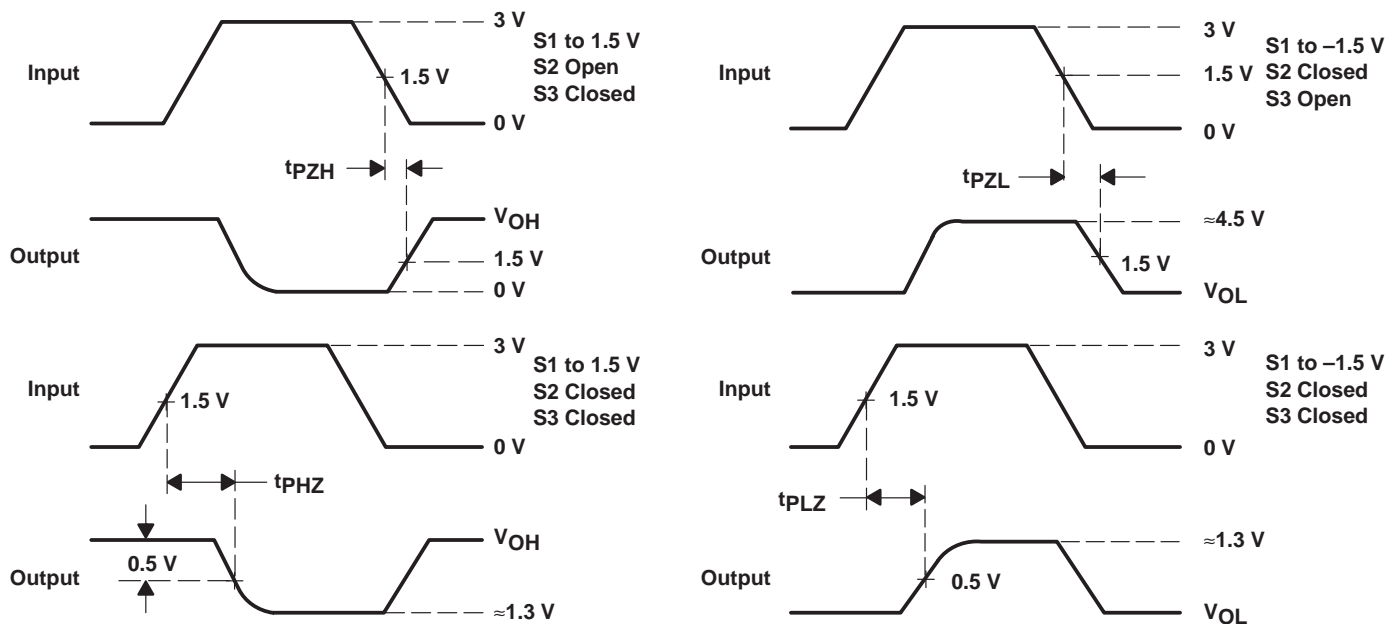 3 V
S1 to 1.5 V
S2 Open
S3 Closed
Input
1.5 V
0 V
tPZH
VOH
Output
1.5 V
0 V
3 V
S1 to –1.5 V
S2 Closed
S3 Open
Input
1.5 V
0 V
tPZL
≈4.5 V
Output
1.5 V
VOL
3 V
S1 to 1.5 V
S2 Closed
S3 Closed
Input
1.5 V
0 V
tPHZ
VOH
0.5 V
Output
≈1.3 V
3 V
S1 to –1.5 V
S2 Closed
S3 Closed
Input
1.5 V
0 V
tPLZ
≈1.3 V
Output
0.5 V
VOL